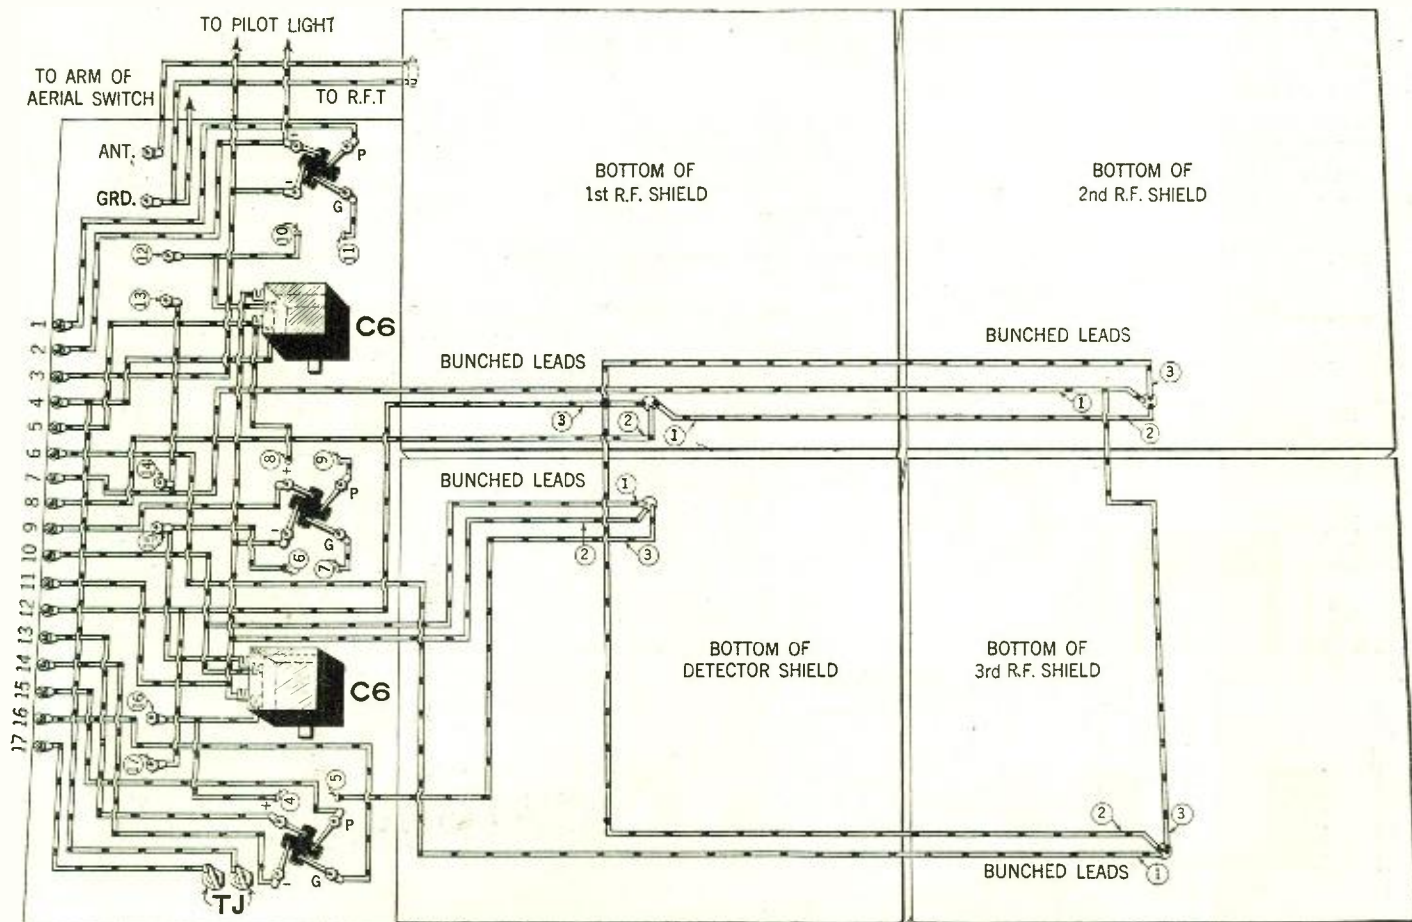 TO PILOT LIGHT
TO ARM OF
AERIAL SWITCH
TO R.F.T
ANT.
GRD.
-
P
-
G
10
11
12
13
BOTTOM OF
1st R.F. SHIELD
BOTTOM OF
2nd R.F. SHIELD
C6
BUNCHED LEADS
BUNCHED LEADS
1
2
3
4
5
6
7
8
9
10
11
12
13
14
15
16
17
3
1
3
2
1
2
8
9
+
P
-
G
14
15
6
7
BUNCHED LEADS
1
2
3
BOTTOM OF
DETECTOR SHIELD
BOTTOM OF
3rd R.F. SHIELD
C6
16
17
5
4
+
P
-
G
TJ
2
3
1
BUNCHED LEADS